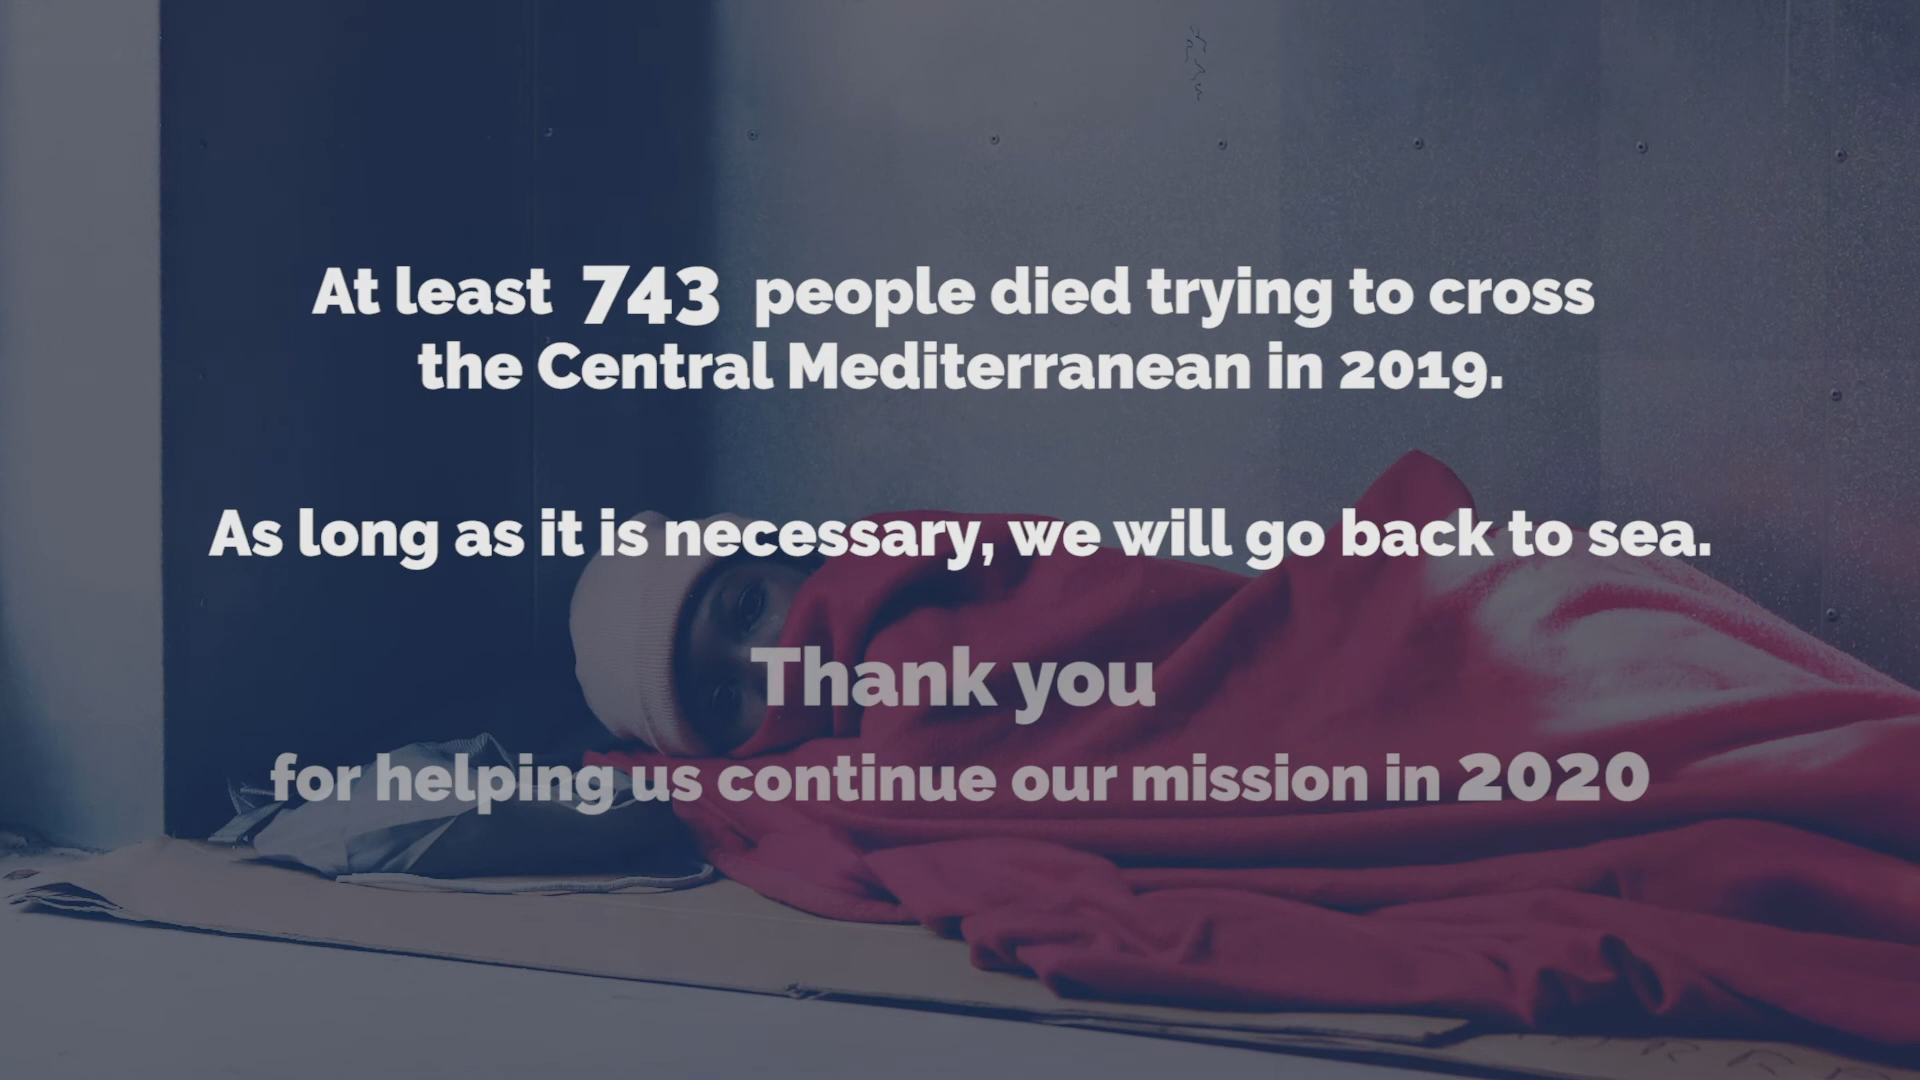 At least 743 people died trying to cross
the Central Mediterranean in 2019.
As long as it is necessary, we will go back to sea.
Thank you
for helping us continue our mission in 2020